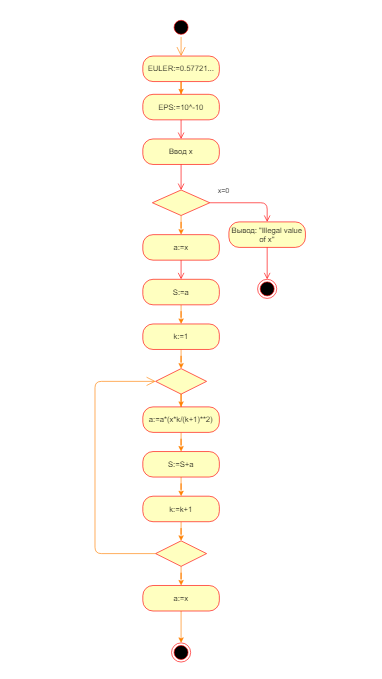 EULER:=0.57721...
EPS:=10^-10
Ввод x
x=0
Вывод: "Illegal value
of x"
a:=x
S:=a
k:=1
a:=a*(x*k/(k+1)**2)
S:=S+a
k:=k+1
a:=x